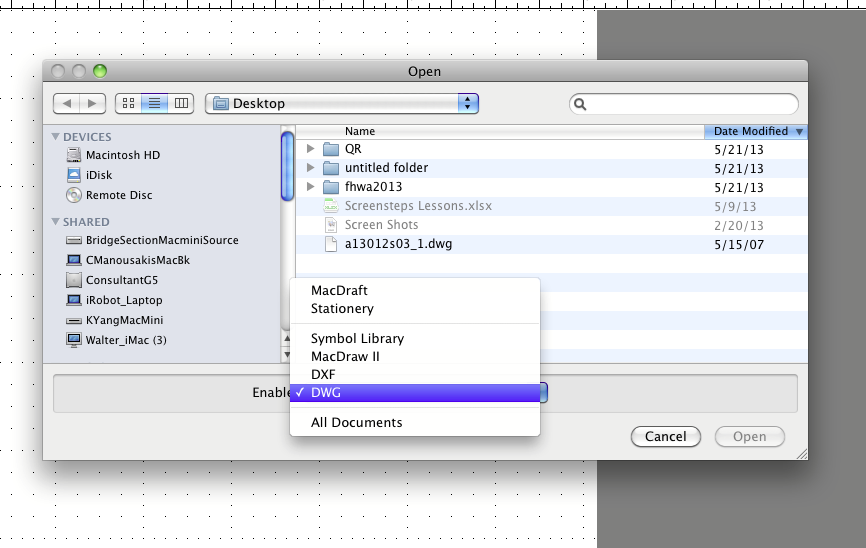 Open
Desktop
Name Date Modified
DEVICES
Macintosh HD
iDisk
Remote Disc
SHARED
BridgeSectionMacminiSource
CManousakisMacBk
ConsultantG5
iRobot_Laptop
KYangMacMini
Walter_iMac (3)
QR 5/21/13
untitled folder 5/21/13
fhwa2013 5/21/13
Screensteps Lessons.xlsx 5/9/13
Screen Shots 2/20/13
a13012s03_1.dwg 5/15/07
MacDraft
Stationery
Symbol Library
MacDraw II
DXF
Enable ✓ DWG
All Documents
Cancel Open